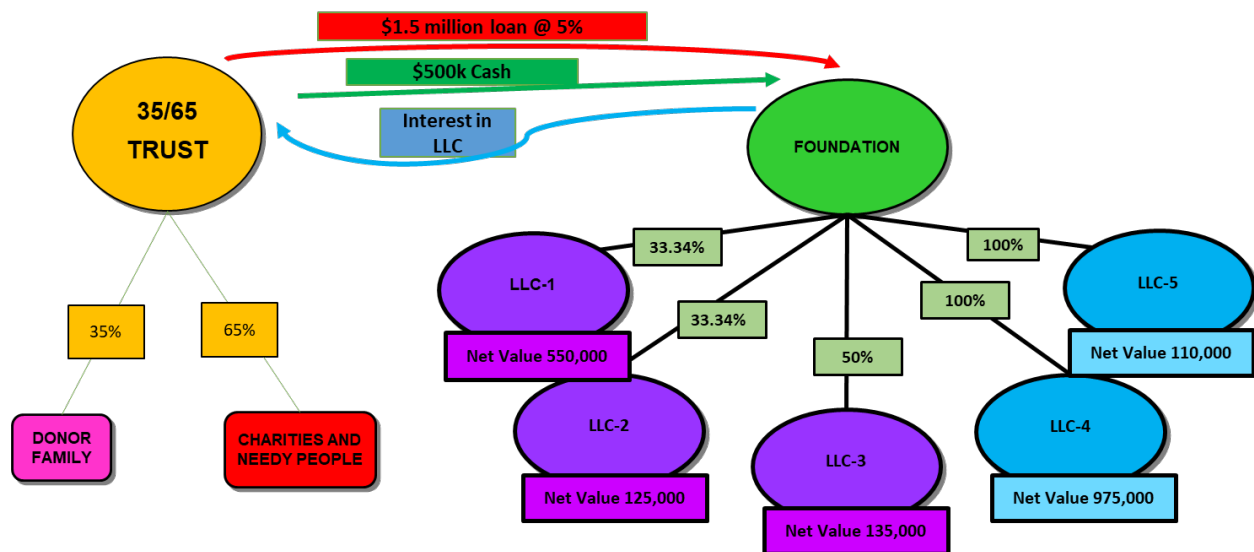 $1.5 million loan @ 5%
$500k Cash
Interest in
LLC
35/65
TRUST
FOUNDATION
33.34%
100%
LLC-1
LLC-5
33.34%
100%
35%
65%
Net Value 550,000
50%
Net Value 110,000
LLC-2
LLC-4
DONOR
FAMILY
CHARITIES AND
NEEDY PEOPLE
LLC-3
Net Value 125,000
Net Value 975,000
Net Value 135,000